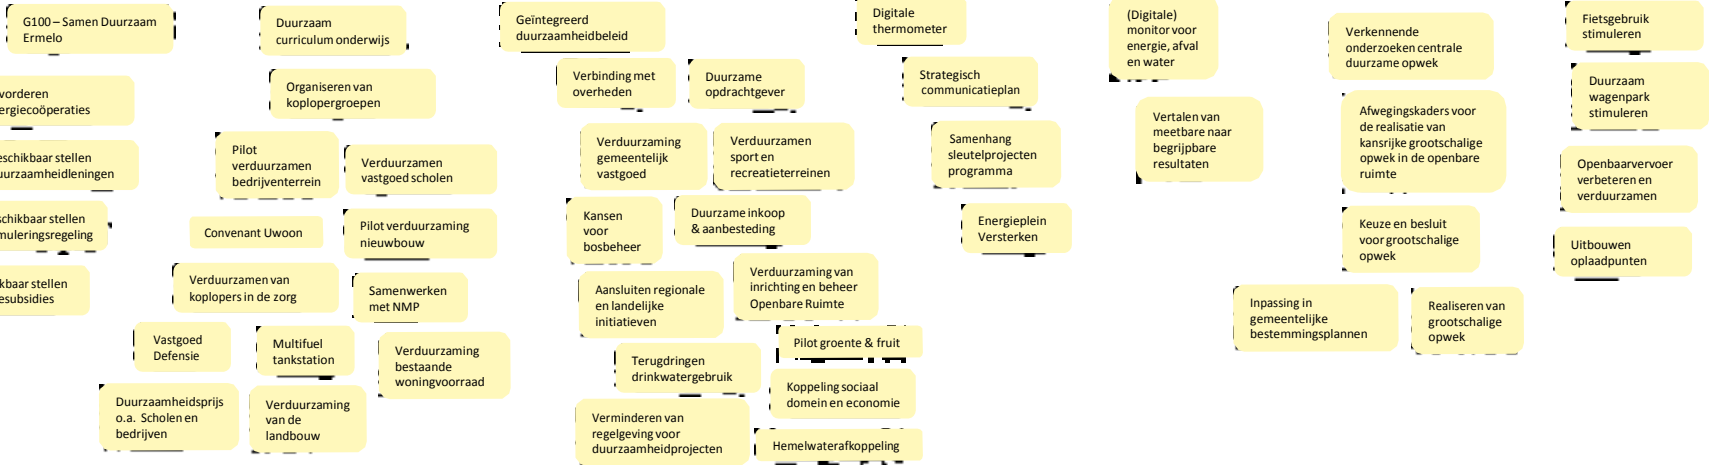 G100 – Samen Duurzaam
Ermelo
vorderen
ergiecoöperaties
eschikbaar stellen
uurzaamheidleningen
schikbaar stellen
muleringsregeling
kbaar stellen
esubsidies
Duurzaam
curriculum onderwijs
Organiseren van
koplopergroepen
Pilot
verduurzamen
bedrijventerrein
Verduurzamen
vastgoed scholen
Convenant Uwoon
Pilot verduurzaming
nieuwbouw
Verduurzamen van
koplopers in de zorg
Samenwerken
met NMP
Vastgoed
Defensie
Multifuel
tankstation
Verduurzaming
bestaande
woningvoorraad
Duurzaamheidsprijs
o.a. Scholen en
bedrijven
Verduurzaming
van de
landbouw
Geïntegreerd
duurzaamheidbeleid
Verbinding met
overheden
Duurzame
opdrachtgever
Verduurzaming
gemeentelijk
vastgoed
Verduurzamen
sport en
recreatieterreinen
Kansen
voor
bosbeheer
Duurzame inkoop
& aanbesteding
Aansluiten regionale
en landelijke
initiatieven
Verduurzaming van
inrichting en beheer
Openbare Ruimte
Pilot groente & fruit
Terugdringen
drinkwatergebruik
Koppeling sociaal
domein en economie
Verminderen van
regelgeving voor
duurzaamheidprojecten
Hemelwaterafkoppeling
Digitale
thermometer
Strategisch
communicatieplan
Samenhang
sleutelprojecten
programma
Energieplein
Versterken
(Digitale)
monitor voor
energie, afval
en water
Vertalen van
meetbare naar
begrijpbare
resultaten
Verkennende
onderzoeken centrale
duurzame opwek
Afwegingskaders voor
de realisatie van
kansrijke grootschalige
opwek in de openbare
ruimte
Keuze en besluit
voor grootschalige
opwek
Inpassing in
gemeentelijke
bestemmingsplannen
Realiseren van
grootschalige
opwek
Fietsgebruik
stimuleren
Duurzaam
wagenpark
stimuleren
Openbaarvervoer
verbeteren en
verduurzamen
Uitbouwen
oplaadpunten